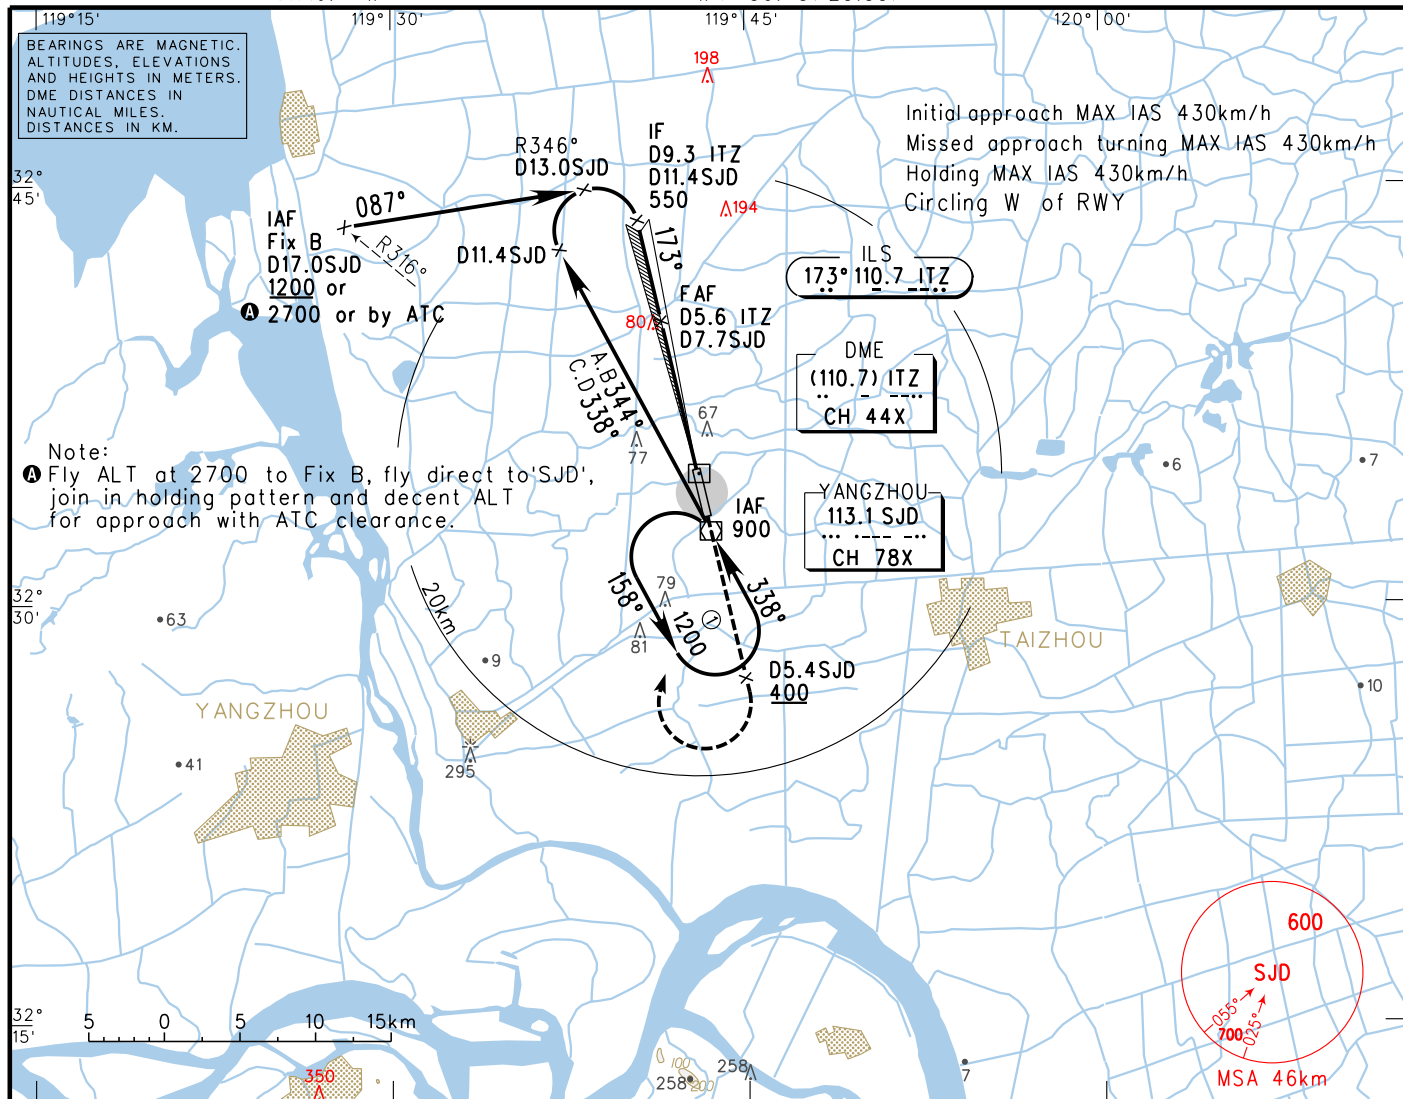 119°15'
119°30'
119°45'
120°00'
BEARINGS ARE MAGNETIC.
ALTITUDES, ELEVATIONS
AND HEIGHTS IN METERS.
DME DISTANCES IN
NAUTICAL MILES.
DISTANCES IN KM.
198
Initial approach MAX IAS 430km/h
Missed approach turning MAX IAS 430km/h
Holding MAX IAS 430km/h
Circling W of RWY
R346°
D13.0SJD
IF
D9.3 ITZ
D11.4SJD
550
194
32°
45'
087°
IAF
Fix B
D17.0SJD
1200 or
A 2700 or by ATC
R316°
D11.4SJD
173°
ILS
173° 110.7 ITZ
FAF
D5.6 ITZ
D7.7SJD
80
DME
(110.7) ITZ
CH 44X
A.B344°
C.D338°
67
77
6
7
Note:
A Fly ALT at 2700 to Fix B, fly direct to'SJD',
join in holding pattern and decent ALT
for approach with ATC clearance.
YANGZHOU
113.1 SJD
CH 78X
IAF
900
32°
30'
20km
158°
79
1200
1
338°
63
81
9
TAIZHOU
D5.4SJD
400
10
YANGZHOU
41
295
600
SJD
055°
700
025°
MSA 46km
32°
15'
5 0 5 10 15km
350
100
200
258
258
7